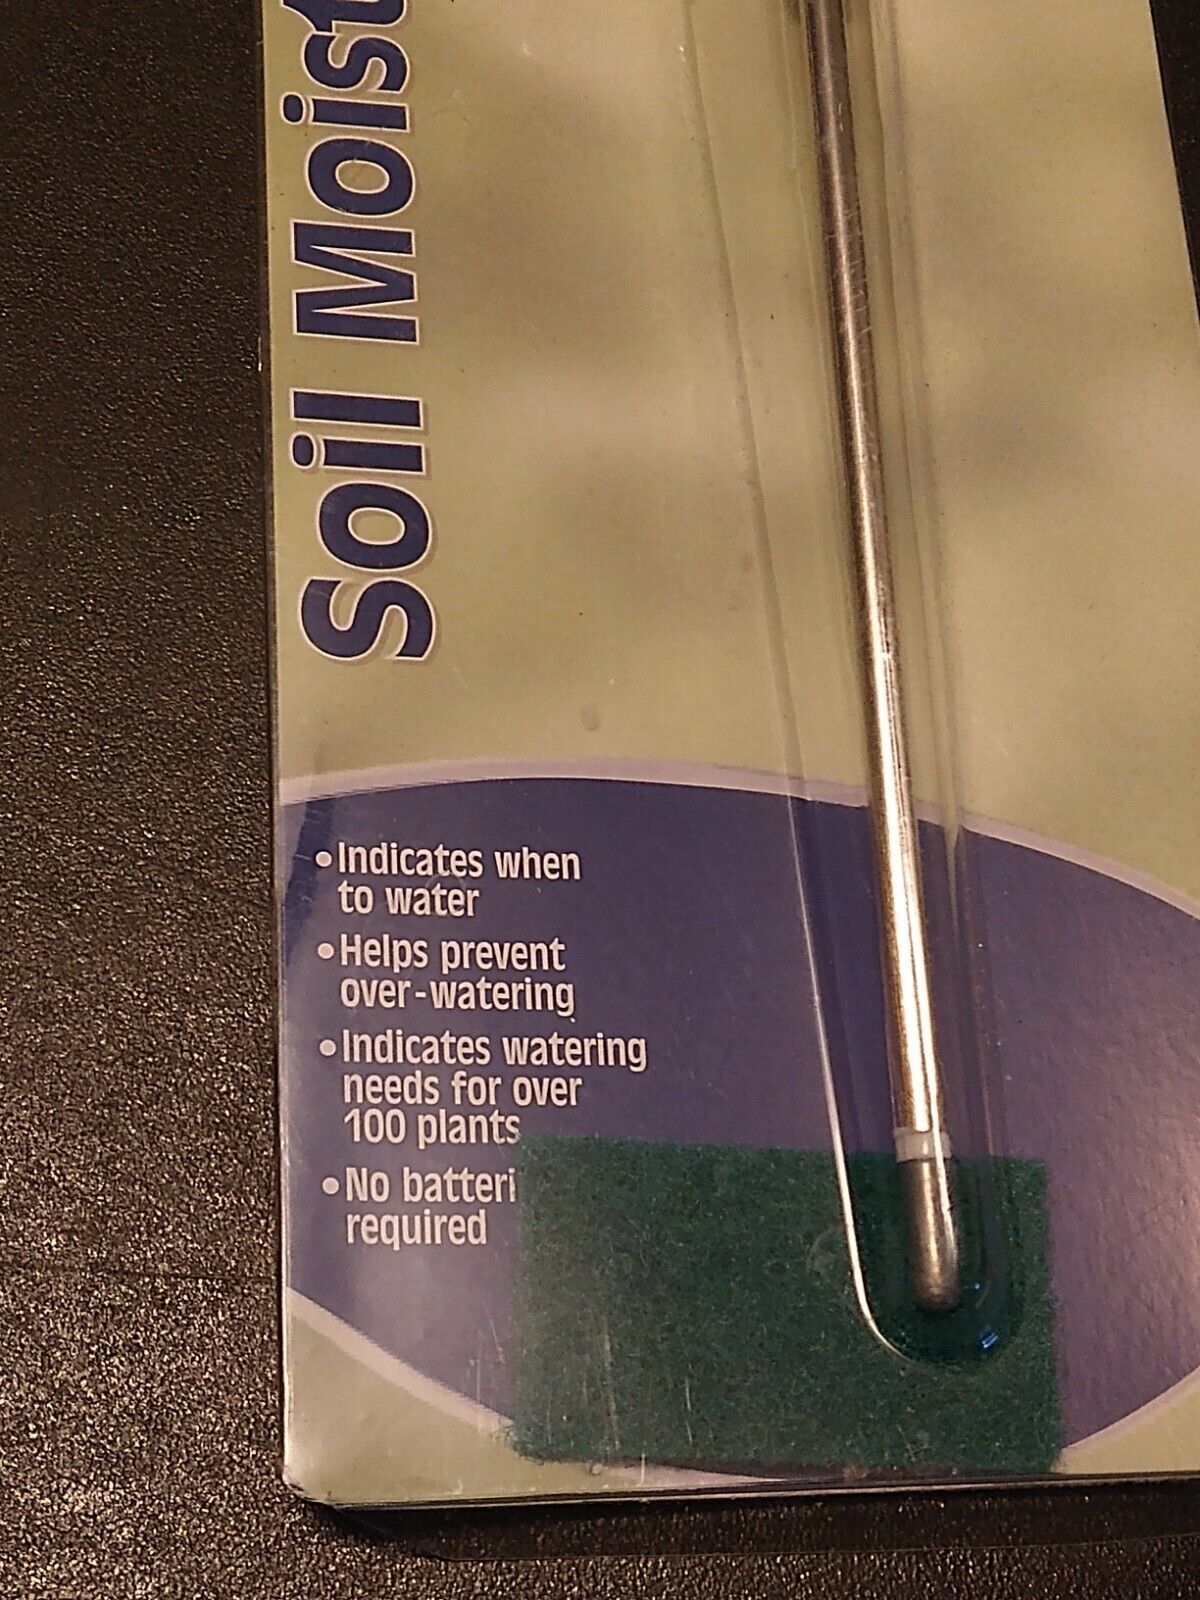 Soil Moist
•Indicates when
to water
•Helps prevent
over-watering
•Indicates watering
needs for over
100 plants
•No batteri
required